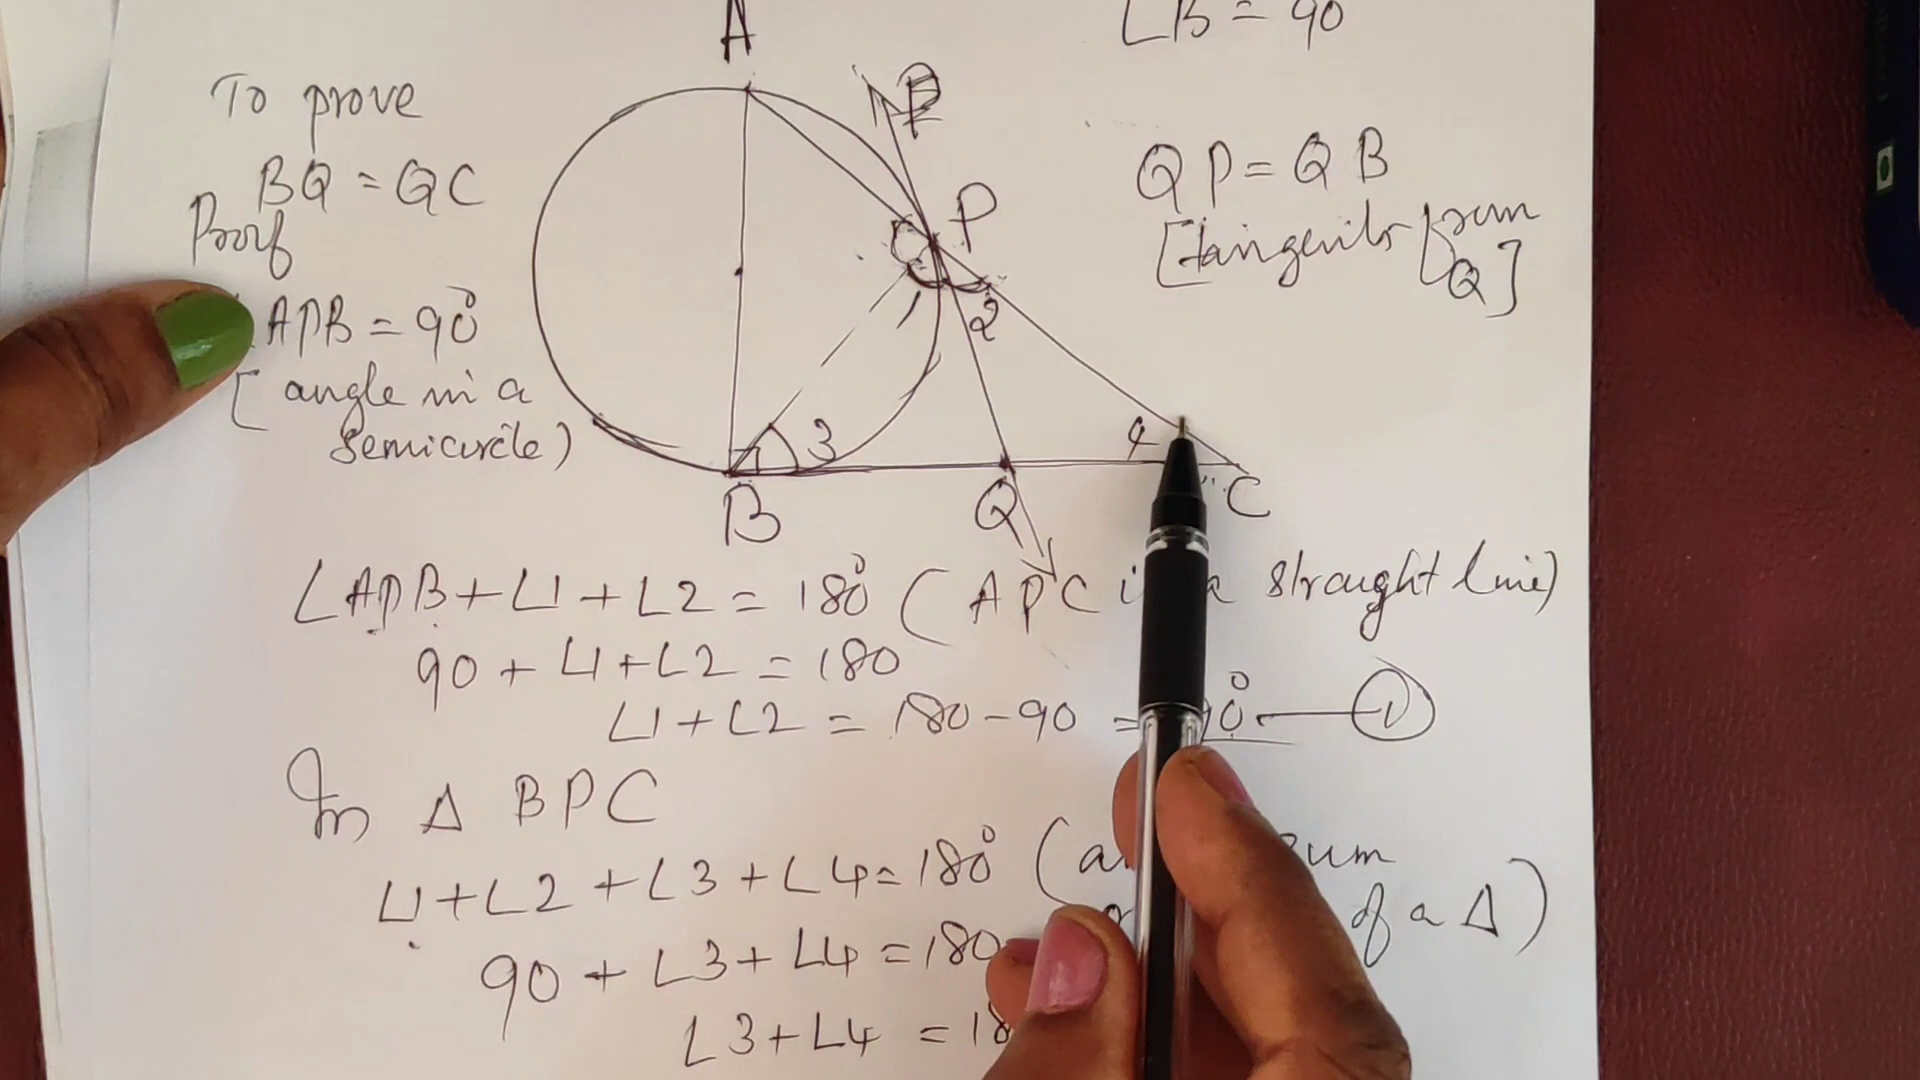 ∠B = 90
To prove
BQ = QC
Proof
∠APB = 90°
[angle in a
semicircle)
A
P
P
2
3
4
B
Q
C
QP = QB
[tangents from
Q]
∠APB + ∠1 + ∠2 = 180° (APC is a straught line)
90 + ∠1 + ∠2 = 180
∠1 + ∠2 = 180 - 90 = 90° — ①
In Δ BPC
∠1 + ∠2 + ∠3 + ∠4 = 180° (sum
of a Δ)
90 + ∠3 + ∠4 = 180
∠3 + ∠4 = 18